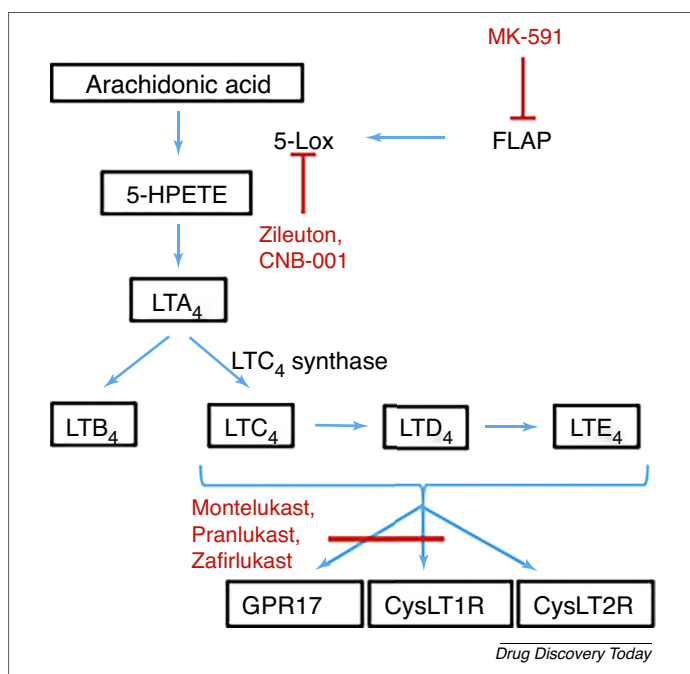 MK-591
Arachidonic acid
5-Lox
FLAP
5-HPETE
Zileuton,
CNB-001
LTA₄
LTC₄ synthase
LTB₄
LTC₄
LTD₄
LTE₄
Montelukast,
Pranlukast,
Zafirlukast
GPR17
CysLT1R
CysLT2R
Drug Discovery Today